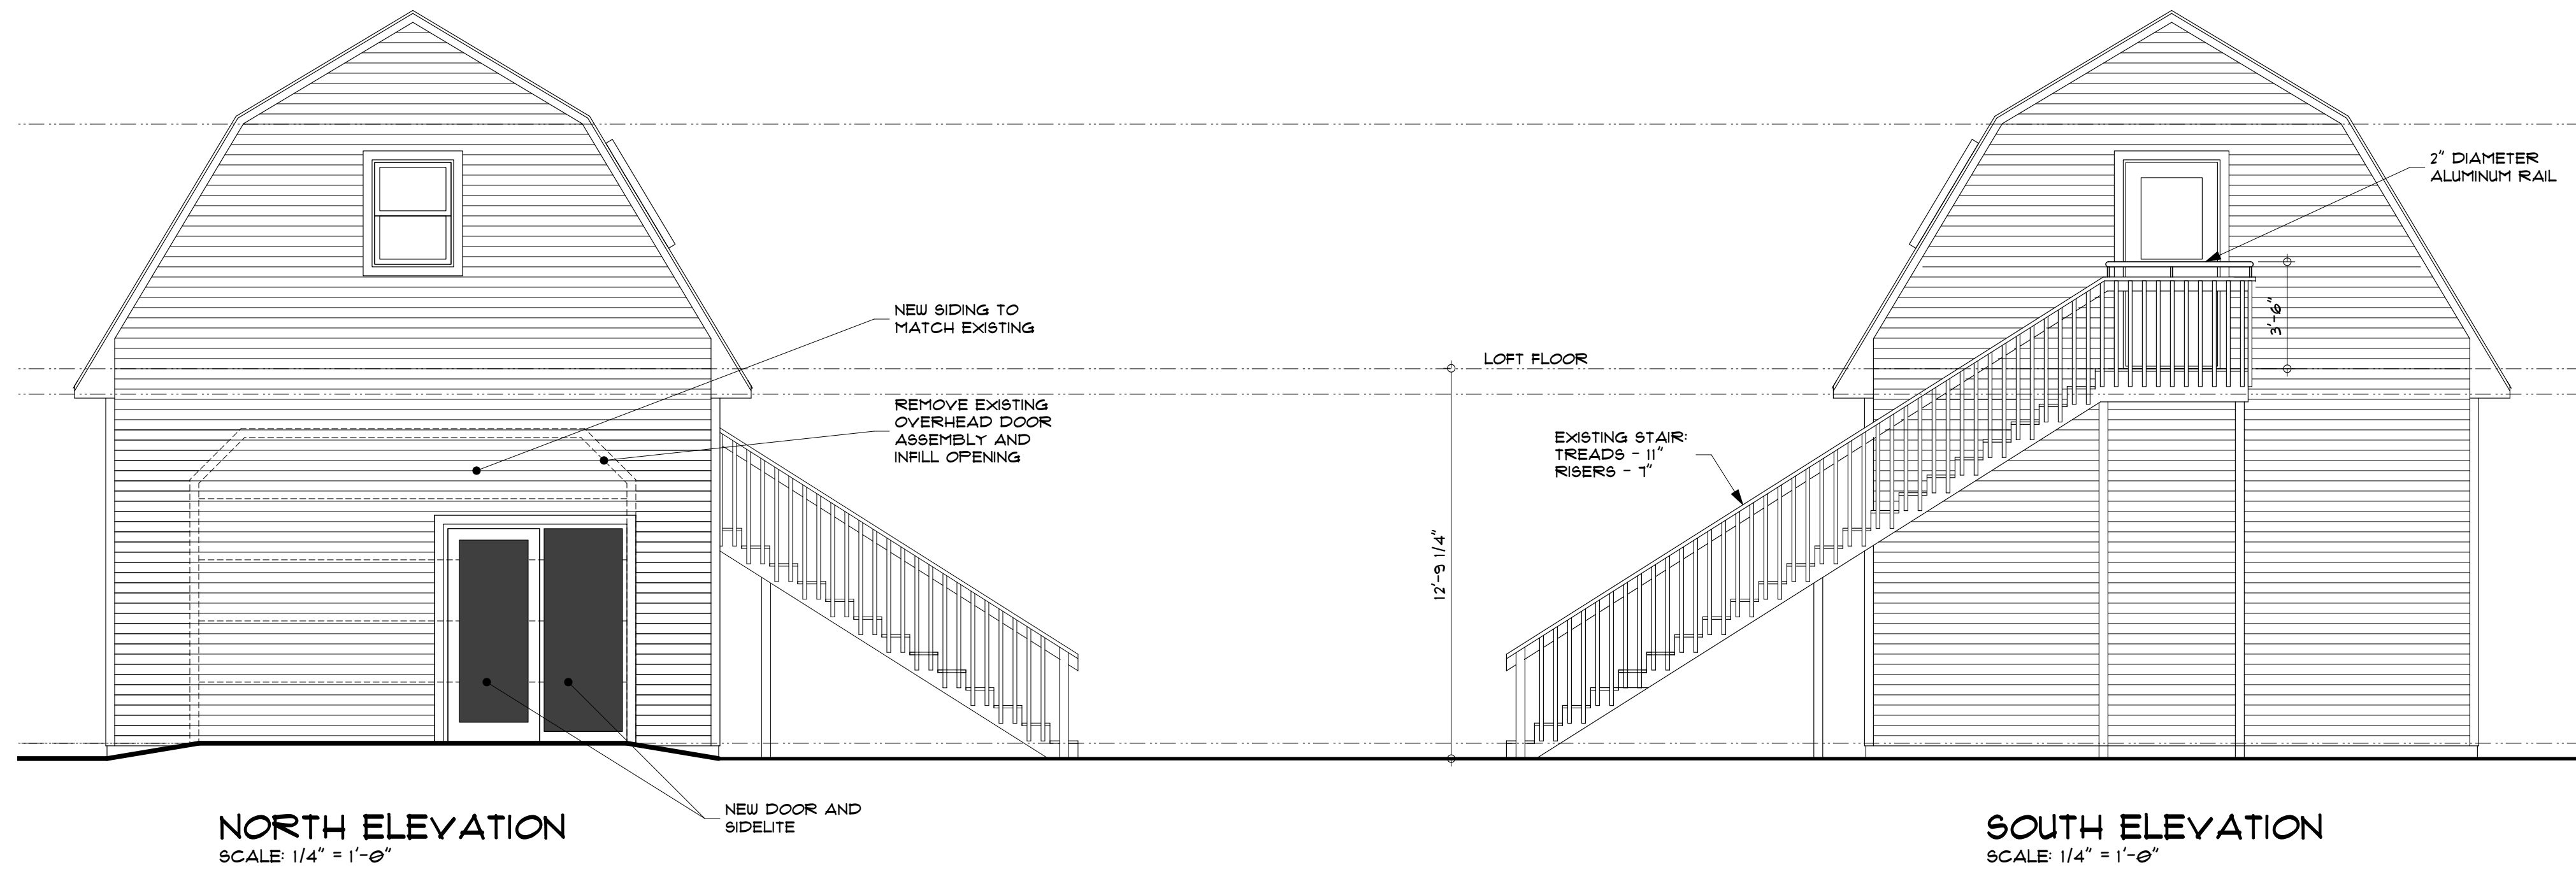 2" DIAMETER
ALUMINUM RAIL
NEW SIDING TO
MATCH EXISTING
3'-6"
LOFT FLOOR
REMOVE EXISTING
OVERHEAD DOOR
ASSEMBLY AND
INFILL OPENING
EXISTING STAIR:
TREADS - 11"
RISERS - 7"
12'-9 1/4"
NEW DOOR AND
SIDELITE
NORTH ELEVATION
SCALE: 1/4" = 1'-0"
SOUTH ELEVATION
SCALE: 1/4" = 1'-0"